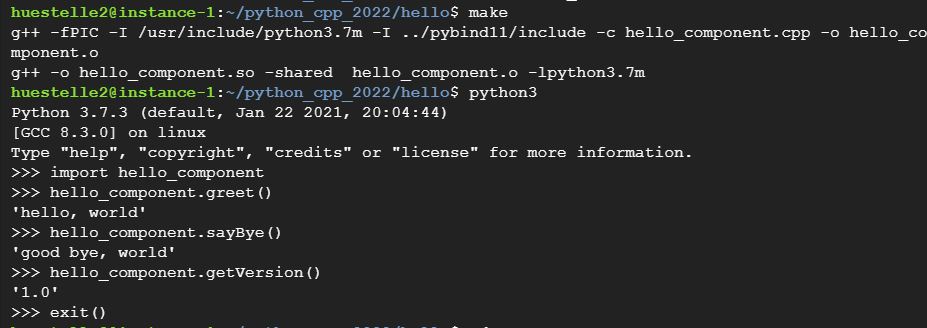 huestelle2@instance-1:~/python_cpp_2022/hello$ make
g++ -fPIC -I /usr/include/python3.7m -I ../pybind11/include -c hello_component.cpp -o hello_co
mponent.o
g++ -o hello_component.so -shared  hello_component.o -lpython3.7m
huestelle2@instance-1:~/python_cpp_2022/hello$ python3
Python 3.7.3 (default, Jan 22 2021, 20:04:44)
[GCC 8.3.0] on linux
Type "help", "copyright", "credits" or "license" for more information.
>>> import hello_component
>>> hello_component.greet()
'hello, world'
>>> hello_component.sayBye()
'good bye, world'
>>> hello_component.getVersion()
'1.0'
>>> exit()